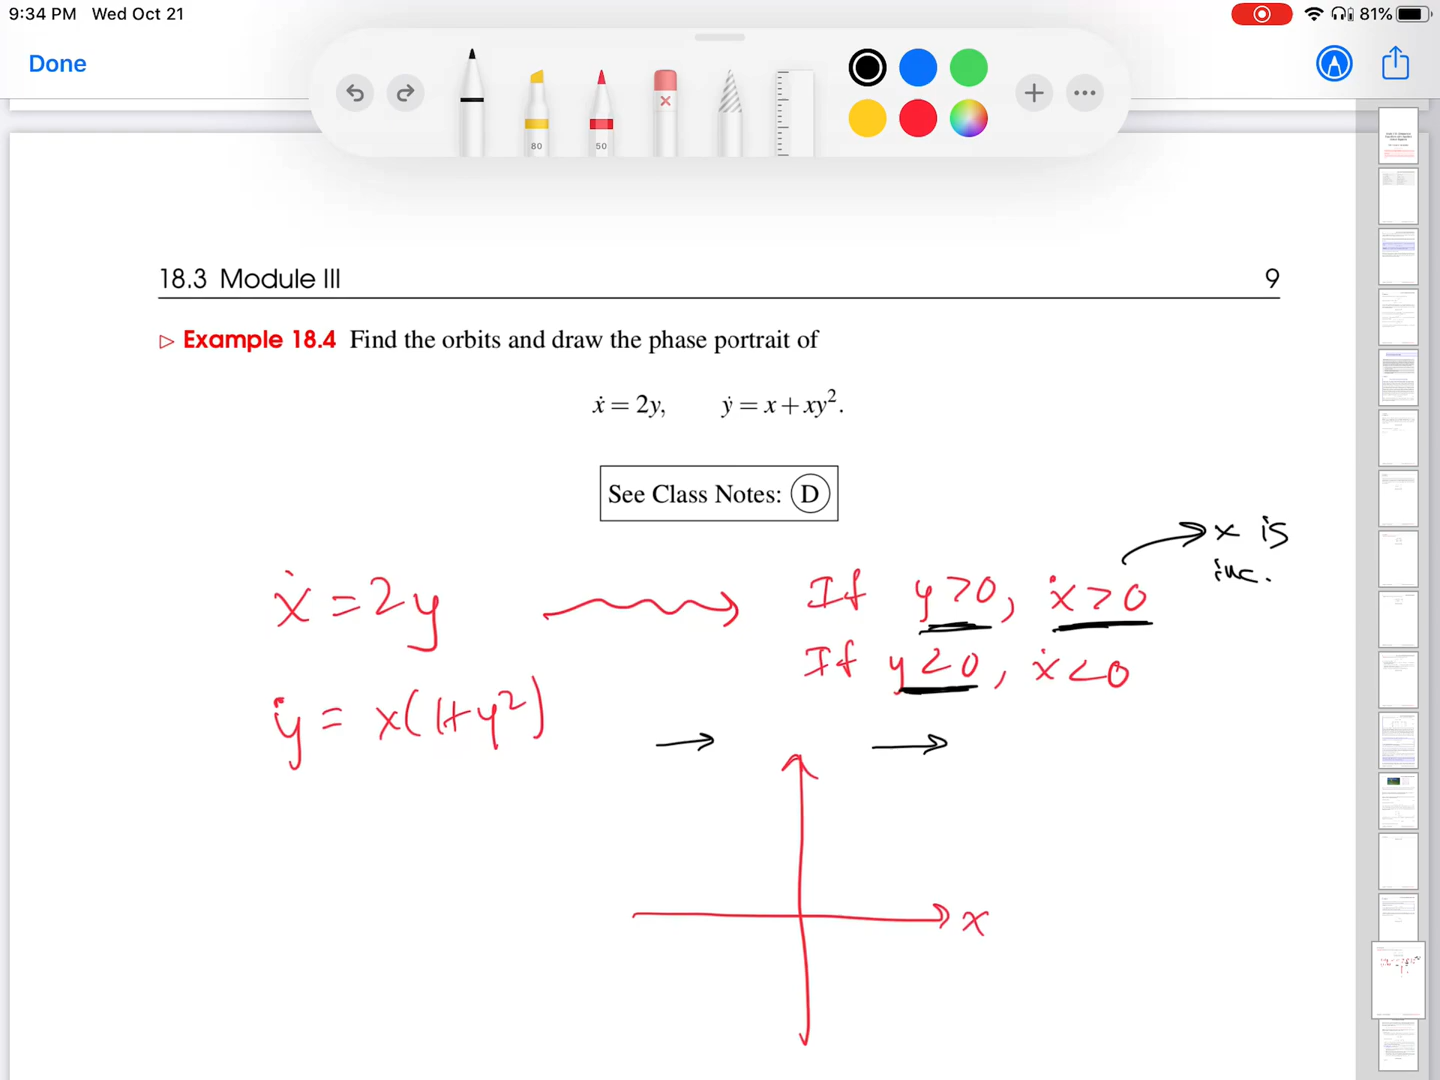 9:34 PM Wed Oct 21
81%
Done
80
50
18.3 Module III
9
▷ Example 18.4 Find the orbits and draw the phase portrait of
ẋ = 2y, ẏ = x + xy².
See Class Notes: Ⓓ
x is
inc.
ẋ = 2y
If y > 0, ẋ > 0
If y < 0, ẋ < 0
ẏ = x(1+y²)
x